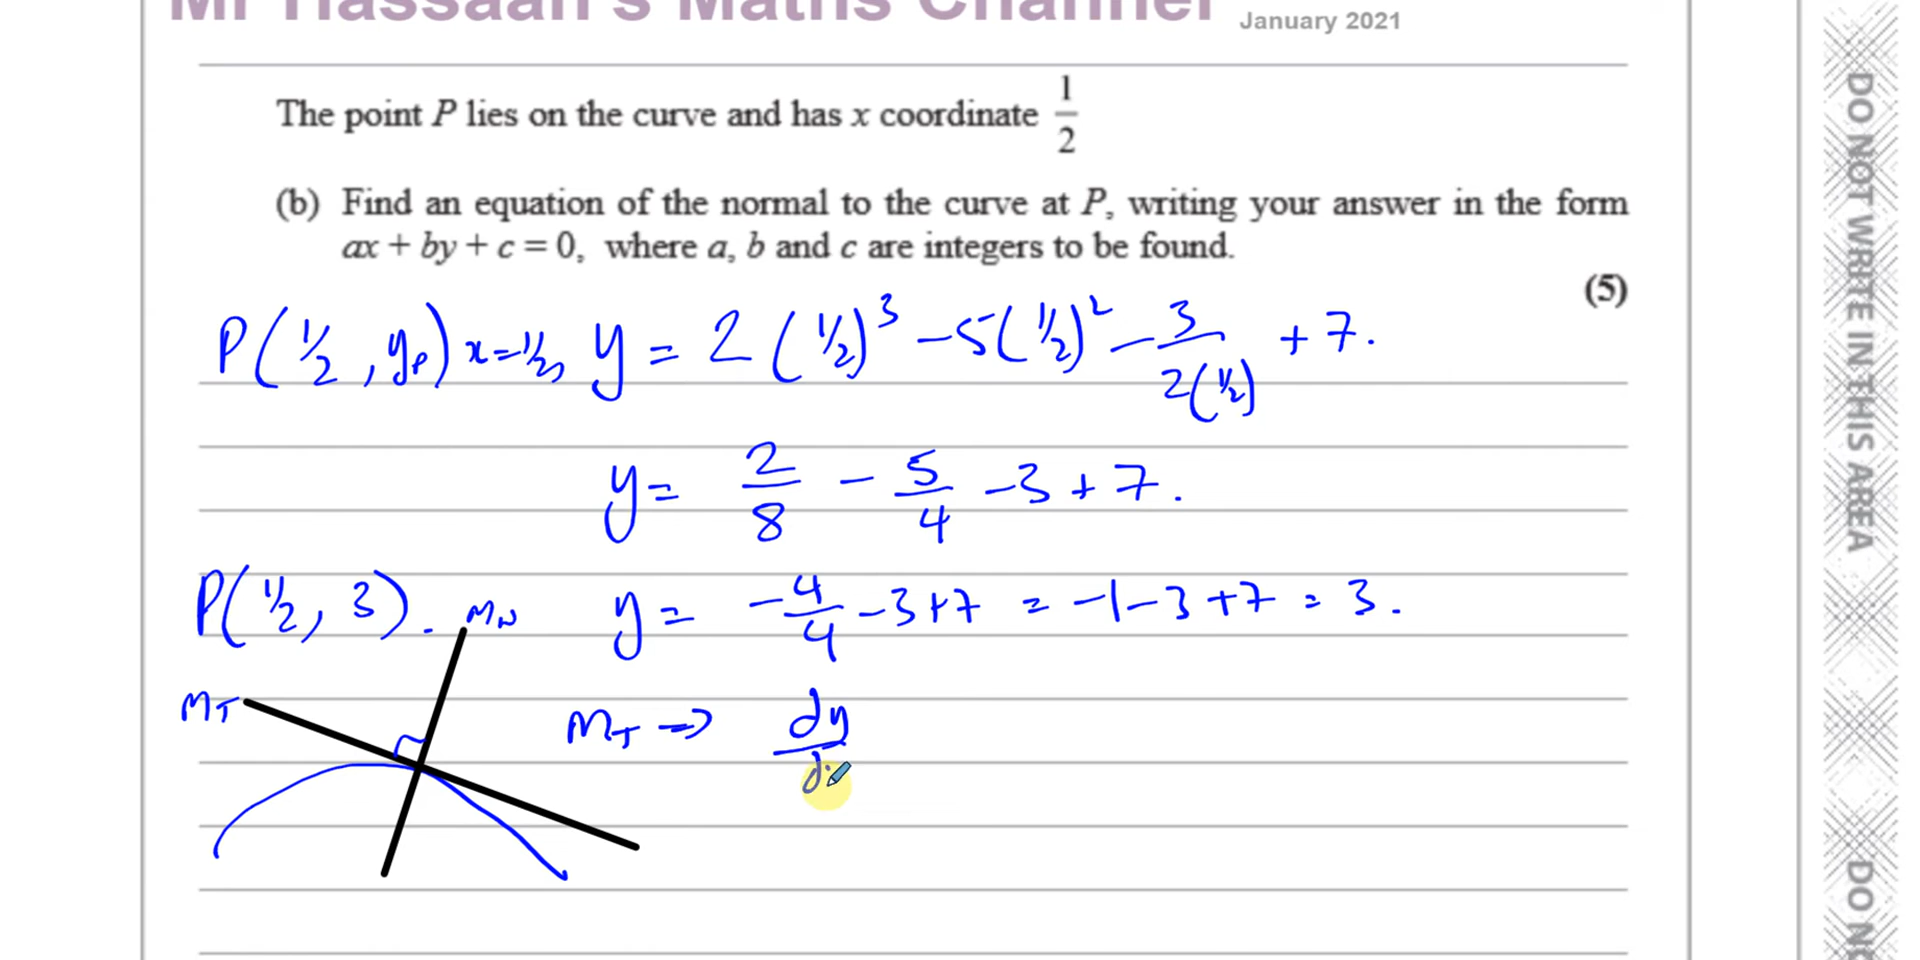 Mr Hassaan's Maths Channel January 2021
The point P lies on the curve and has x coordinate 1/2
(b) Find an equation of the normal to the curve at P, writing your answer in the form
ax + by + c = 0, where a, b and c are integers to be found.
(5)
P(1/2, yP) x=1/2, y = 2(1/2)³ - 5(1/2)² - 3/2(1/2) + 7.
y = 2/8 - 5/4 - 3 + 7.
P(1/2, 3). y = -4/4 - 3 + 7 = -1 - 3 + 7 = 3.
MN
MT
MT => dy/d
DO NOT WRITE IN THIS AREA
DO N